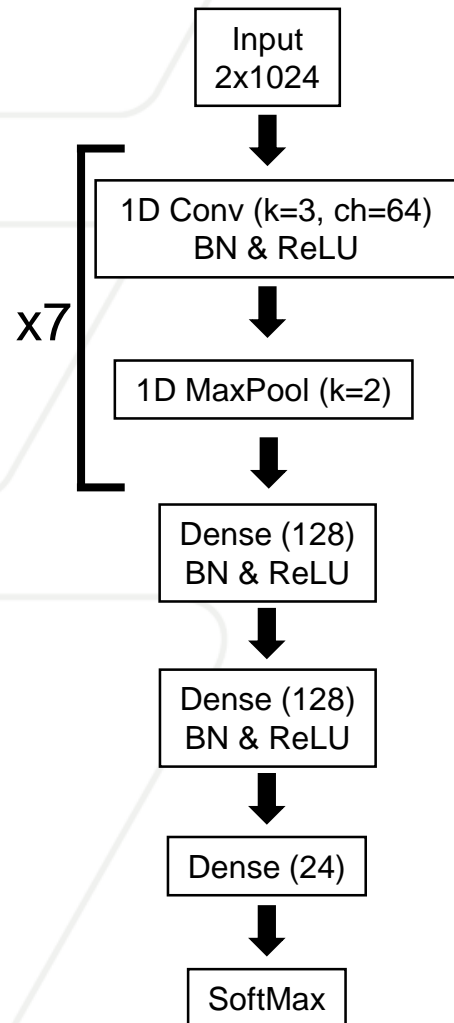 Input
2x1024
1D Conv (k=3, ch=64)
BN & ReLU
x7
1D MaxPool (k=2)
Dense (128)
BN & ReLU
Dense (128)
BN & ReLU
Dense (24)
SoftMax